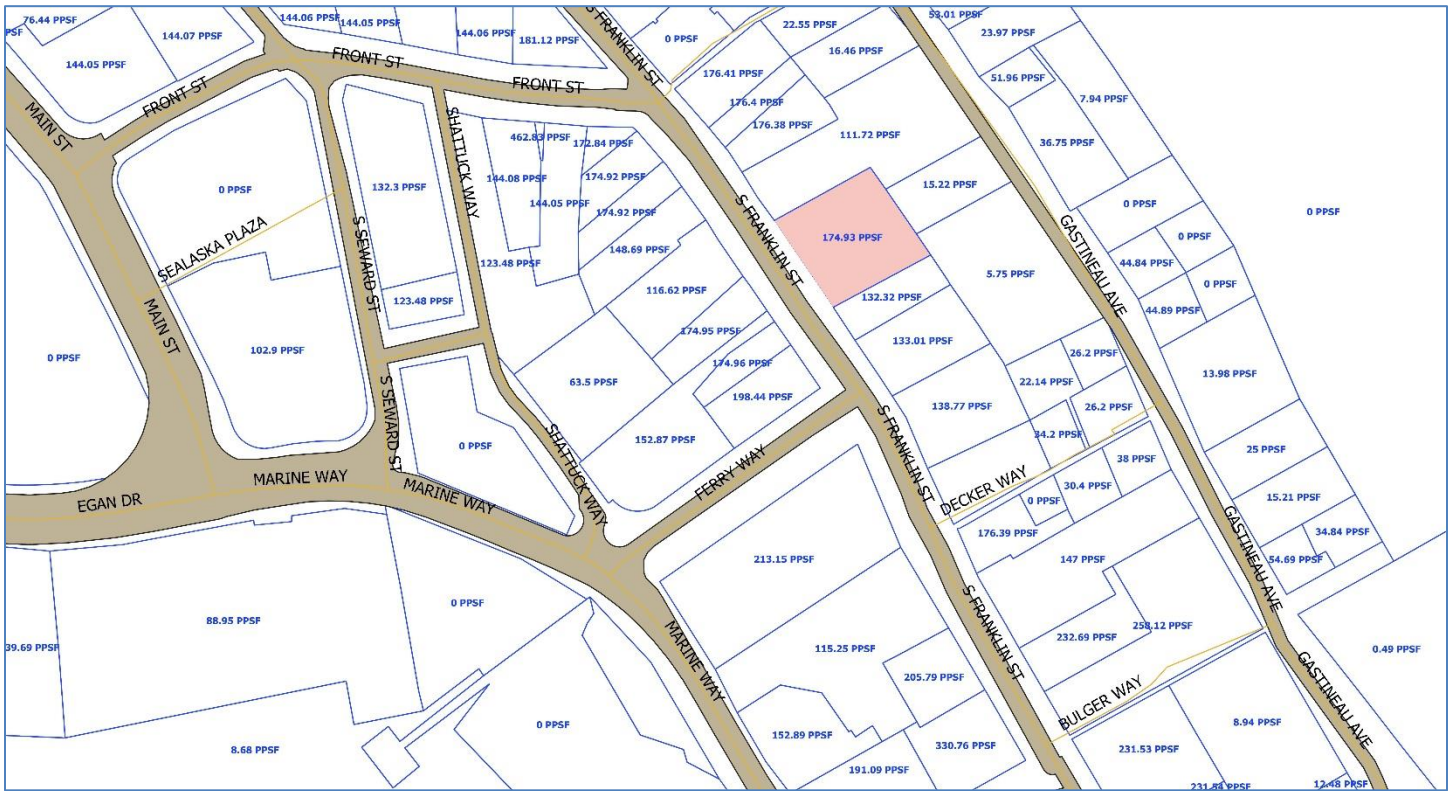 76.44 PPSF
PSF
144.07 PPSF
144.05 PPSF
144.06 PPSF
144.05 PPSF
144.06 PPSF
181.12 PPSF
S FRANKLIN ST
0 PPSF
22.55 PPSF
16.46 PPSF
53.01 PPSF
23.97 PPSF
51.96 PPSF
7.94 PPSF
36.75 PPSF
FRONT ST
FRONT ST
FRONT ST
MAIN ST
176.41 PPSF
176.4 PPSF
176.38 PPSF
111.72 PPSF
15.22 PPSF
SHATTUCK WAY
462.83 PPSF
172.84 PPSF
144.08 PPSF
174.92 PPSF
144.05 PPSF
174.92 PPSF
148.69 PPSF
123.48 PPSF
0 PPSF
132.3 PPSF
SEALASKA PLAZA
S SEWARD ST
123.48 PPSF
S FRANKLIN ST
174.93 PPSF
132.32 PPSF
133.01 PPSF
5.75 PPSF
GASTINEAU AVE
0 PPSF
0 PPSF
0 PPSF
44.84 PPSF
0 PPSF
44.89 PPSF
13.98 PPSF
MAIN ST
0 PPSF
102.9 PPSF
116.62 PPSF
174.95 PPSF
174.96 PPSF
63.5 PPSF
198.44 PPSF
152.87 PPSF
26.2 PPSF
22.14 PPSF
138.77 PPSF
26.2 PPSF
34.2 PPSF
S SEWARD ST
0 PPSF
SHATTUCK WAY
S FRANKLIN ST
FERRY WAY
DECKER WAY
38 PPSF
30.4 PPSF
0 PPSF
176.39 PPSF
25 PPSF
15.21 PPSF
34.84 PPSF
54.69 PPSF
GASTINEAU AVE
EGAN DR
MARINE WAY
MARINE WAY
213.15 PPSF
147 PPSF
258.12 PPSF
232.69 PPSF
S FRANKLIN ST
0 PPSF
88.95 PPSF
39.69 PPSF
MARINE WAY
115.25 PPSF
205.79 PPSF
0.49 PPSF
GASTINEAU AVE
BULGER WAY
8.68 PPSF
0 PPSF
152.89 PPSF
330.76 PPSF
191.09 PPSF
231.53 PPSF
8.94 PPSF
231.54 PPSF
12.48 PPSF